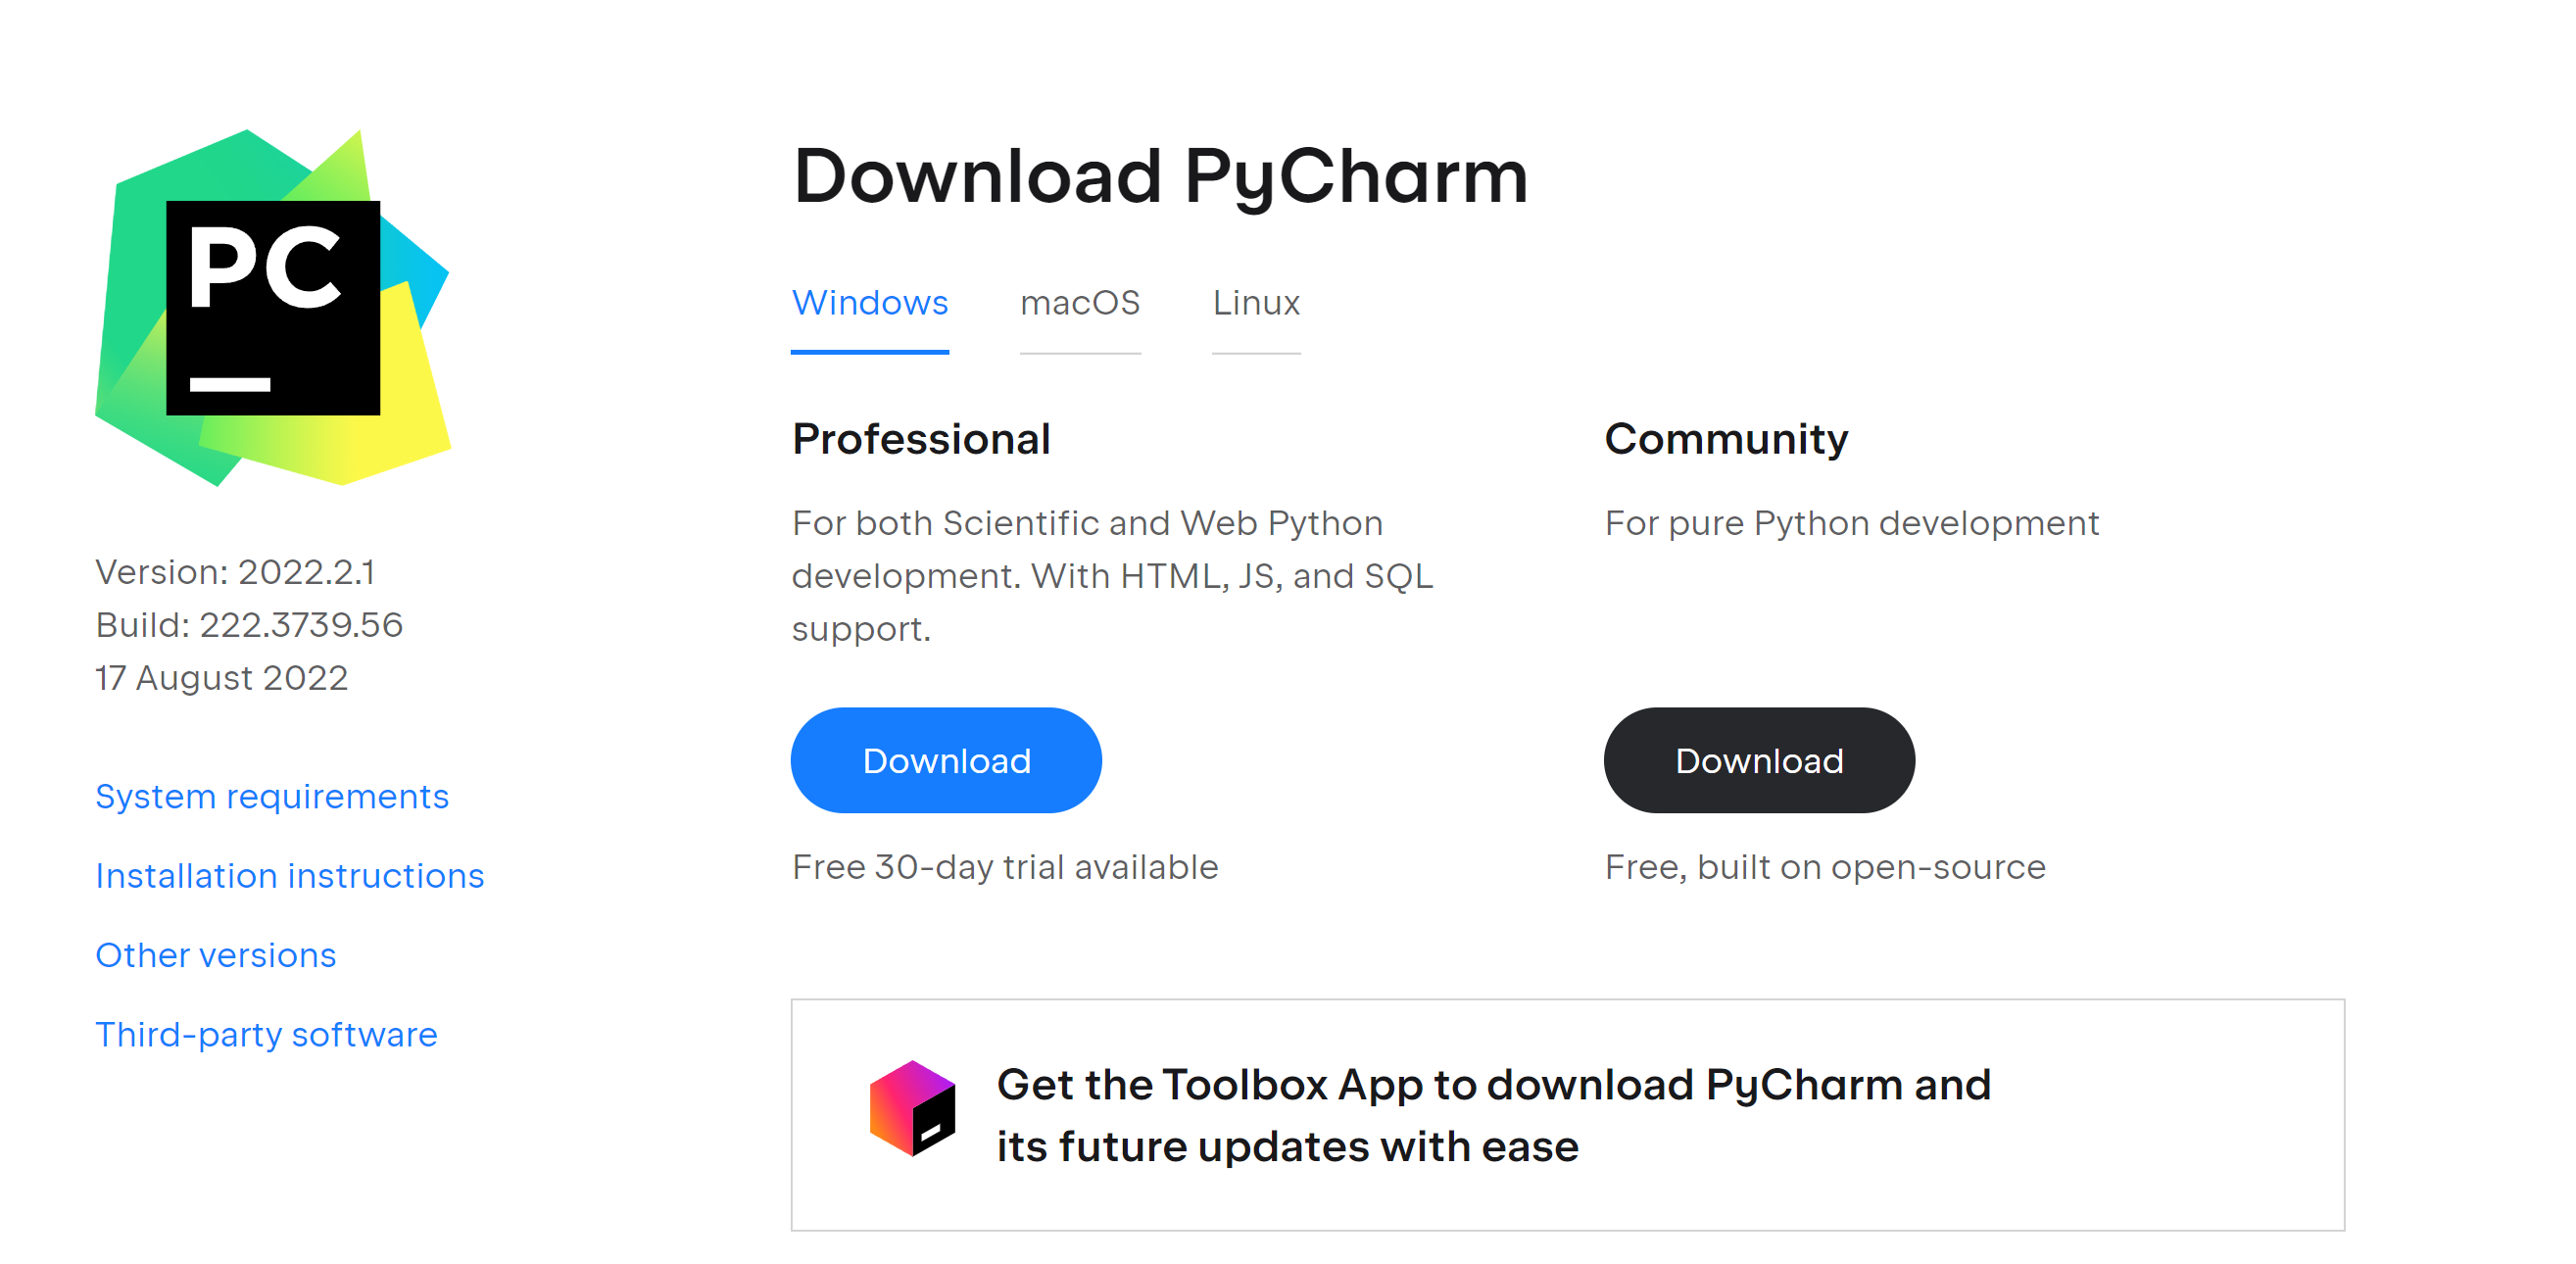 PC
Version: 2022.2.1
Build: 222.3739.56
17 August 2022
System requirements
Installation instructions
Other versions
Third-party software
Download PyCharm
Windows
macOS
Linux
Professional
For both Scientific and Web Python
development. With HTML, JS, and SQL
support.
Download
Free 30-day trial available
Community
For pure Python development
Download
Free, built on open-source
Get the Toolbox App to download PyCharm and
its future updates with ease